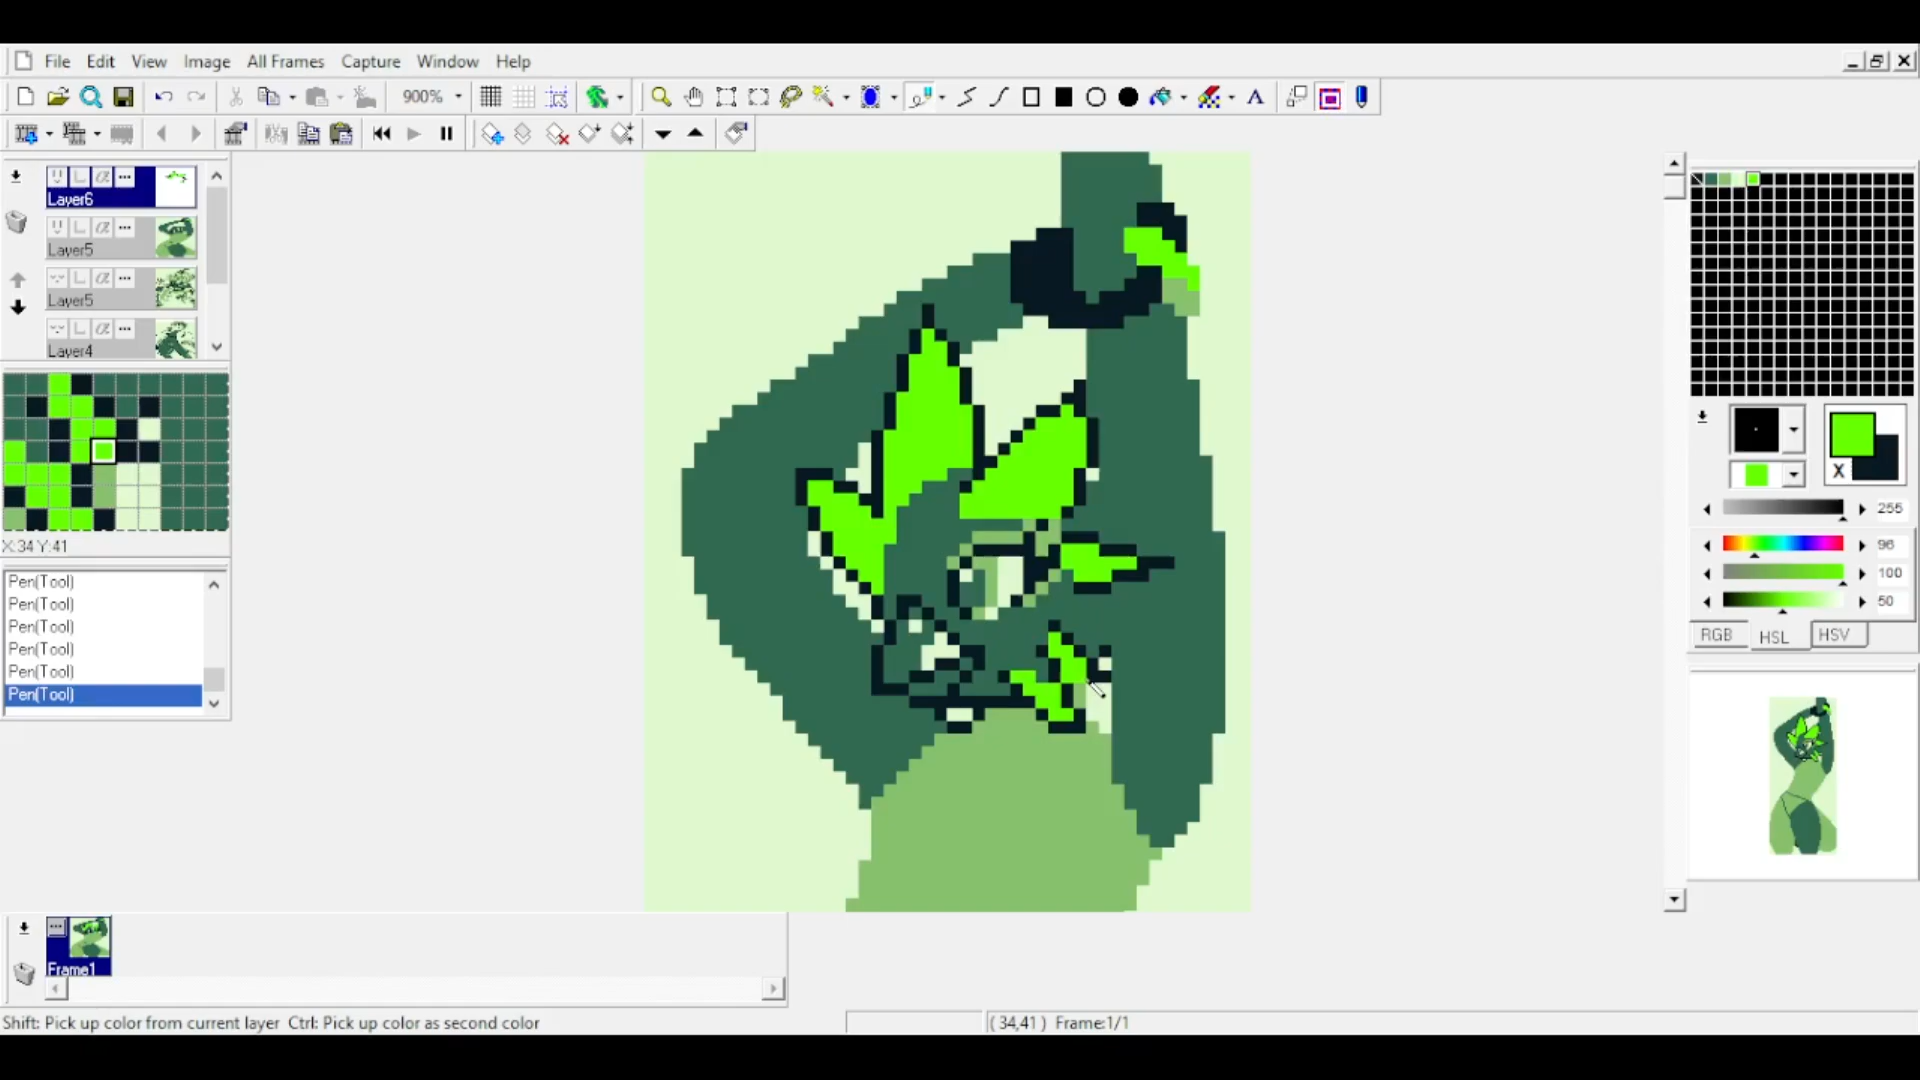 File Edit View Image All Frames Capture Window Help
900%
Layer6
Layer5
Layer5
Layer4
X:34 Y:41
Pen(Tool)
Pen(Tool)
Pen(Tool)
Pen(Tool)
Pen(Tool)
Pen(Tool)
X
255
96
100
50
RGB HSL HSV
Frame1
Shift: Pick up color from current layer Ctrl: Pick up color as second color
( 34,41 ) Frame:1/1